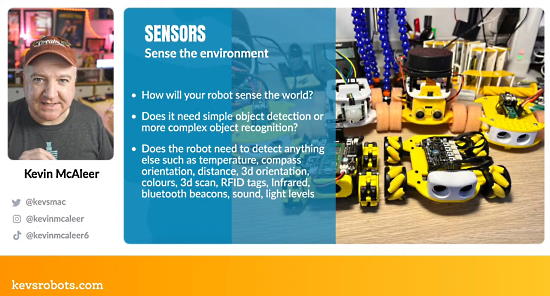 SENSORS
Sense the environment
• How will your robot sense the world?
• Does it need simple object detection or
more complex object recognition?
• Does the robot need to detect anything
else such as temperature, compass
orientation, distance, 3d orientation,
colours, 3d scan, RFID tags, Infrared,
bluetooth beacons, sound, light levels
Kevin McAleer
@kevsmac
@kevinmcaleer
@kevinmcaleer6
kevsrobots.com